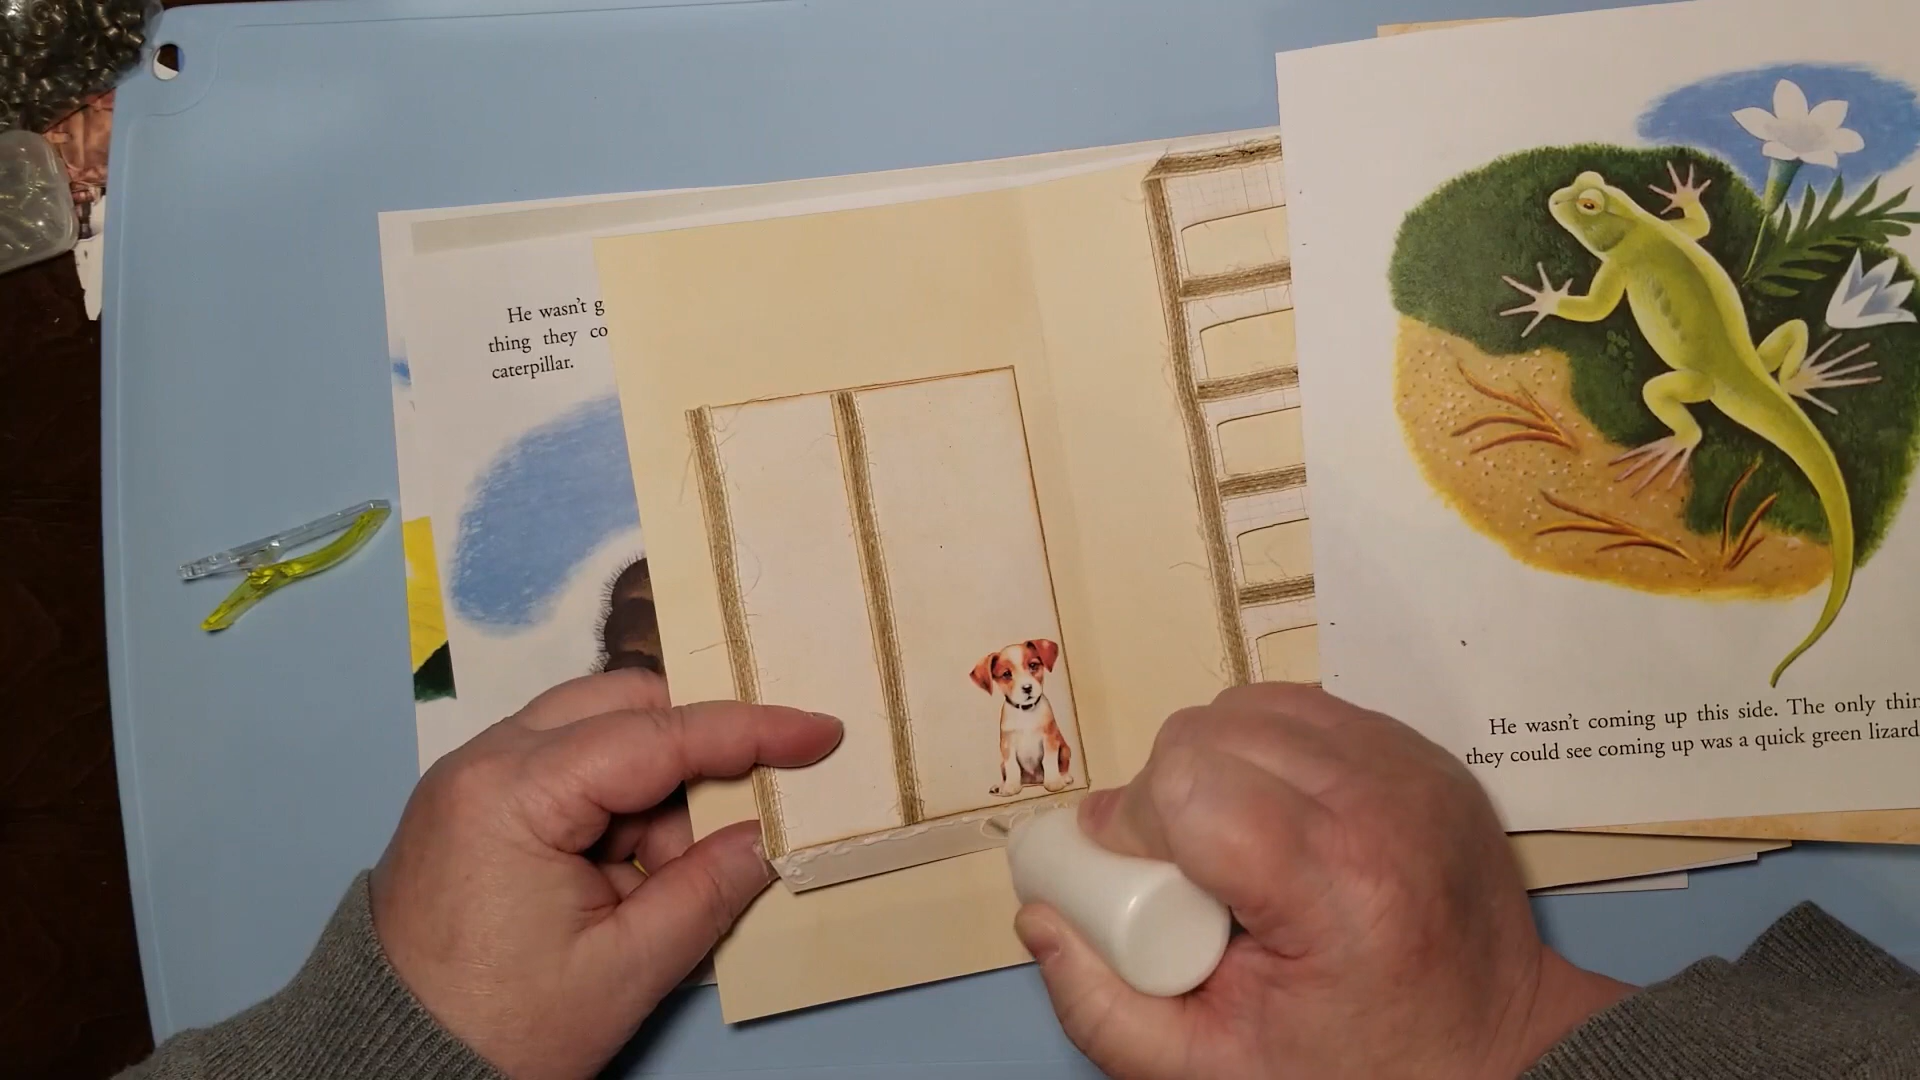 He wasn't g
thing they co
caterpillar.
He wasn't coming up this side. The only thin
they could see coming up was a quick green lizard